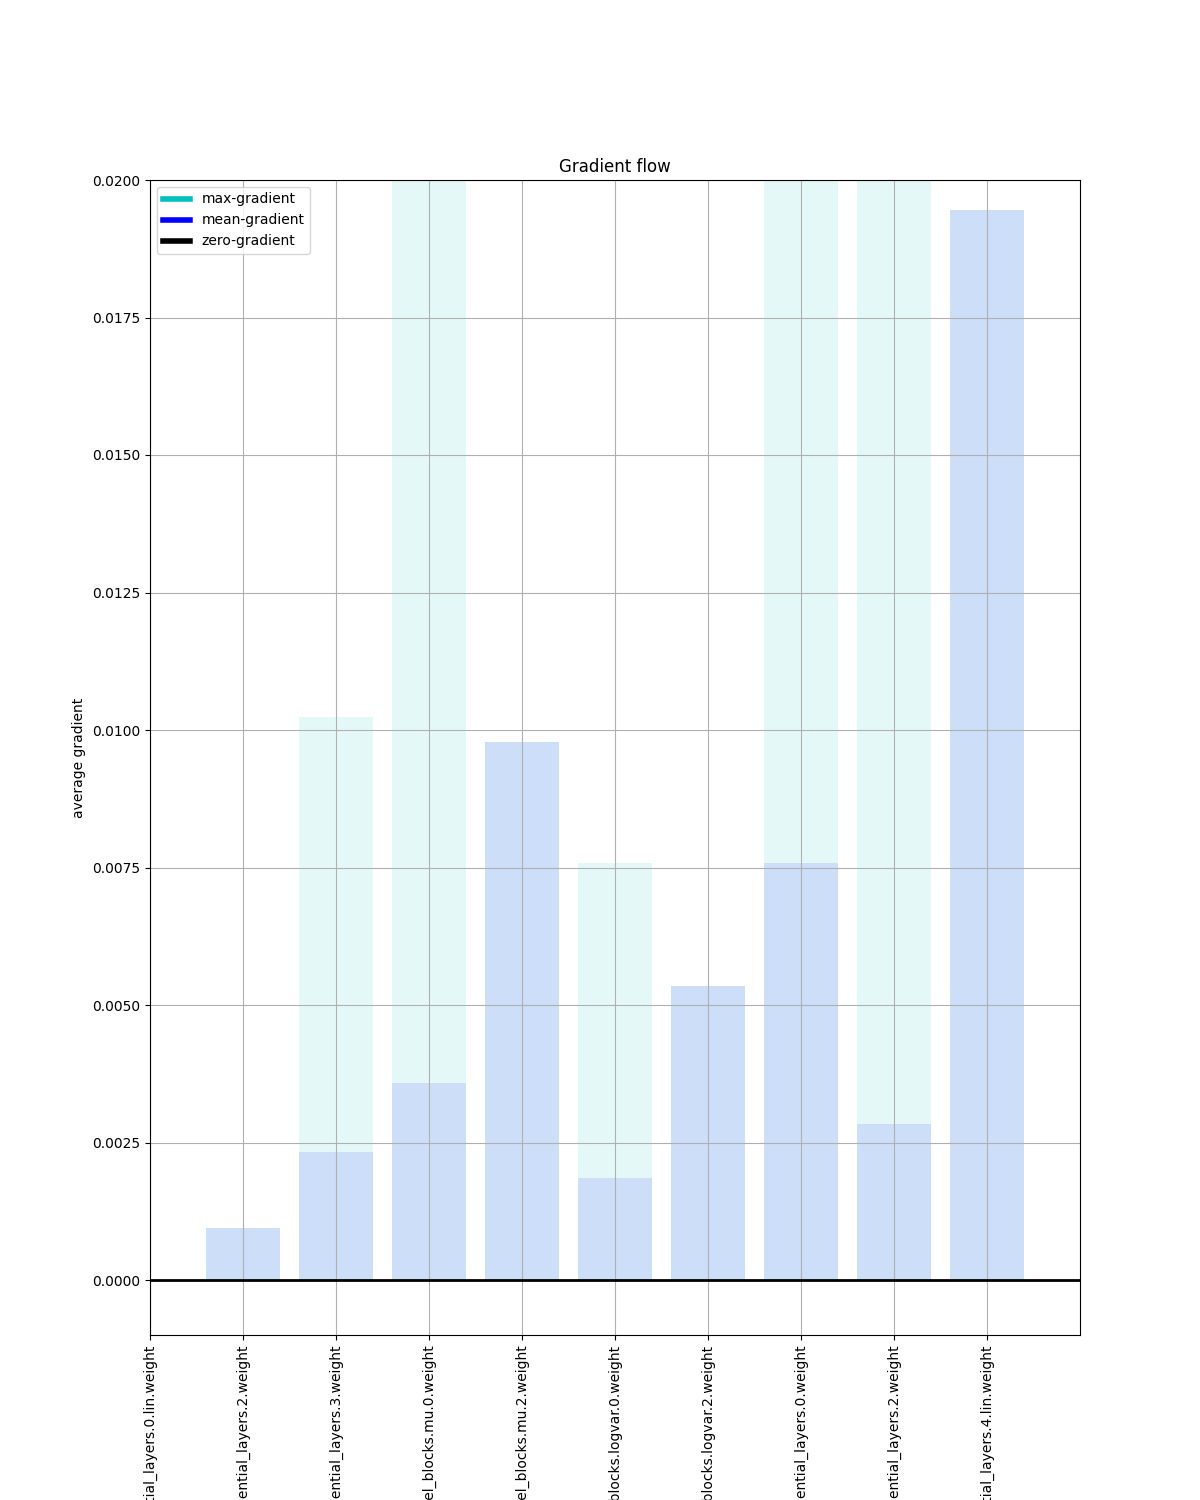 Gradient flow
max-gradient
mean-gradient
zero-gradient
0.0200
0.0175
0.0150
0.0125
0.0100
0.0075
0.0050
0.0025
0.0000
average gradient
tial_layers.0.lin.weight
ential_layers.2.weight
ential_layers.3.weight
el_blocks.mu.0.weight
el_blocks.mu.2.weight
blocks.logvar.0.weight
blocks.logvar.2.weight
ential_layers.0.weight
ential_layers.2.weight
tial_layers.4.lin.weight